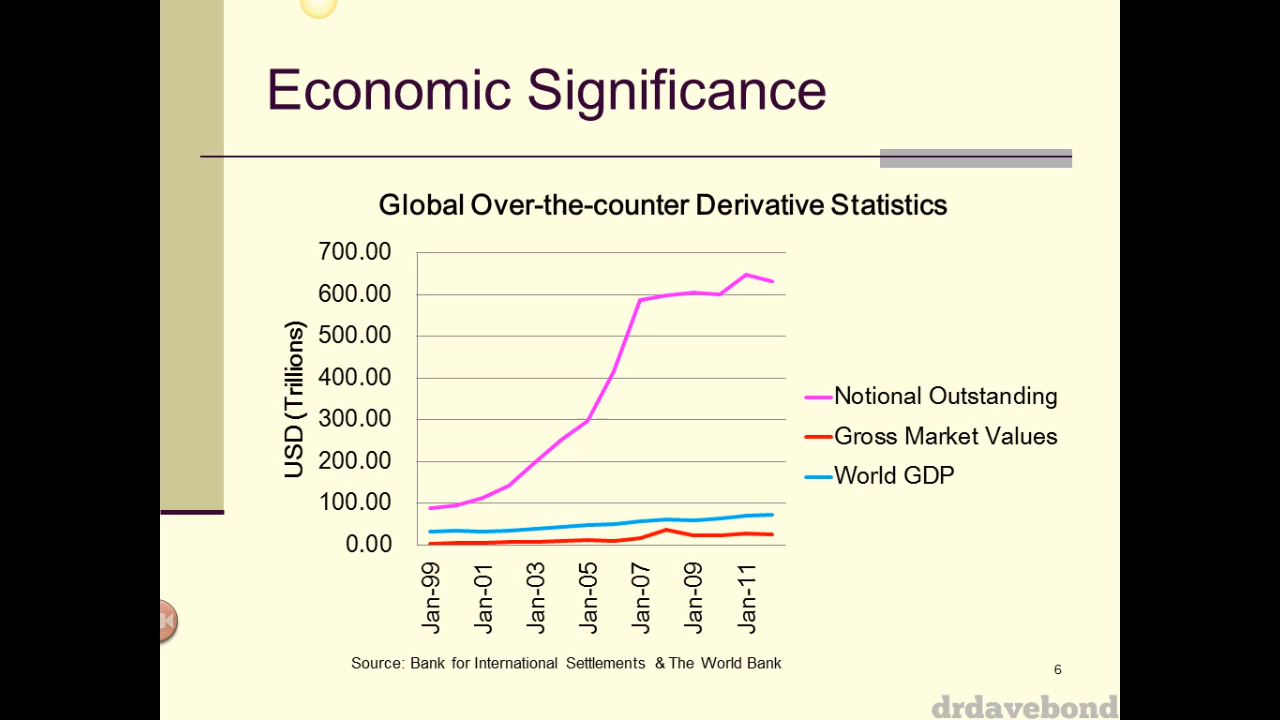 Economic Significance
Global Over-the-counter Derivative Statistics
USD (Trillions)
700.00
600.00
500.00
400.00
300.00
200.00
100.00
0.00
Jan-99
Jan-01
Jan-03
Jan-05
Jan-07
Jan-09
Jan-11
Notional Outstanding
Gross Market Values
World GDP
Source: Bank for International Settlements & The World Bank
6
drdavebond